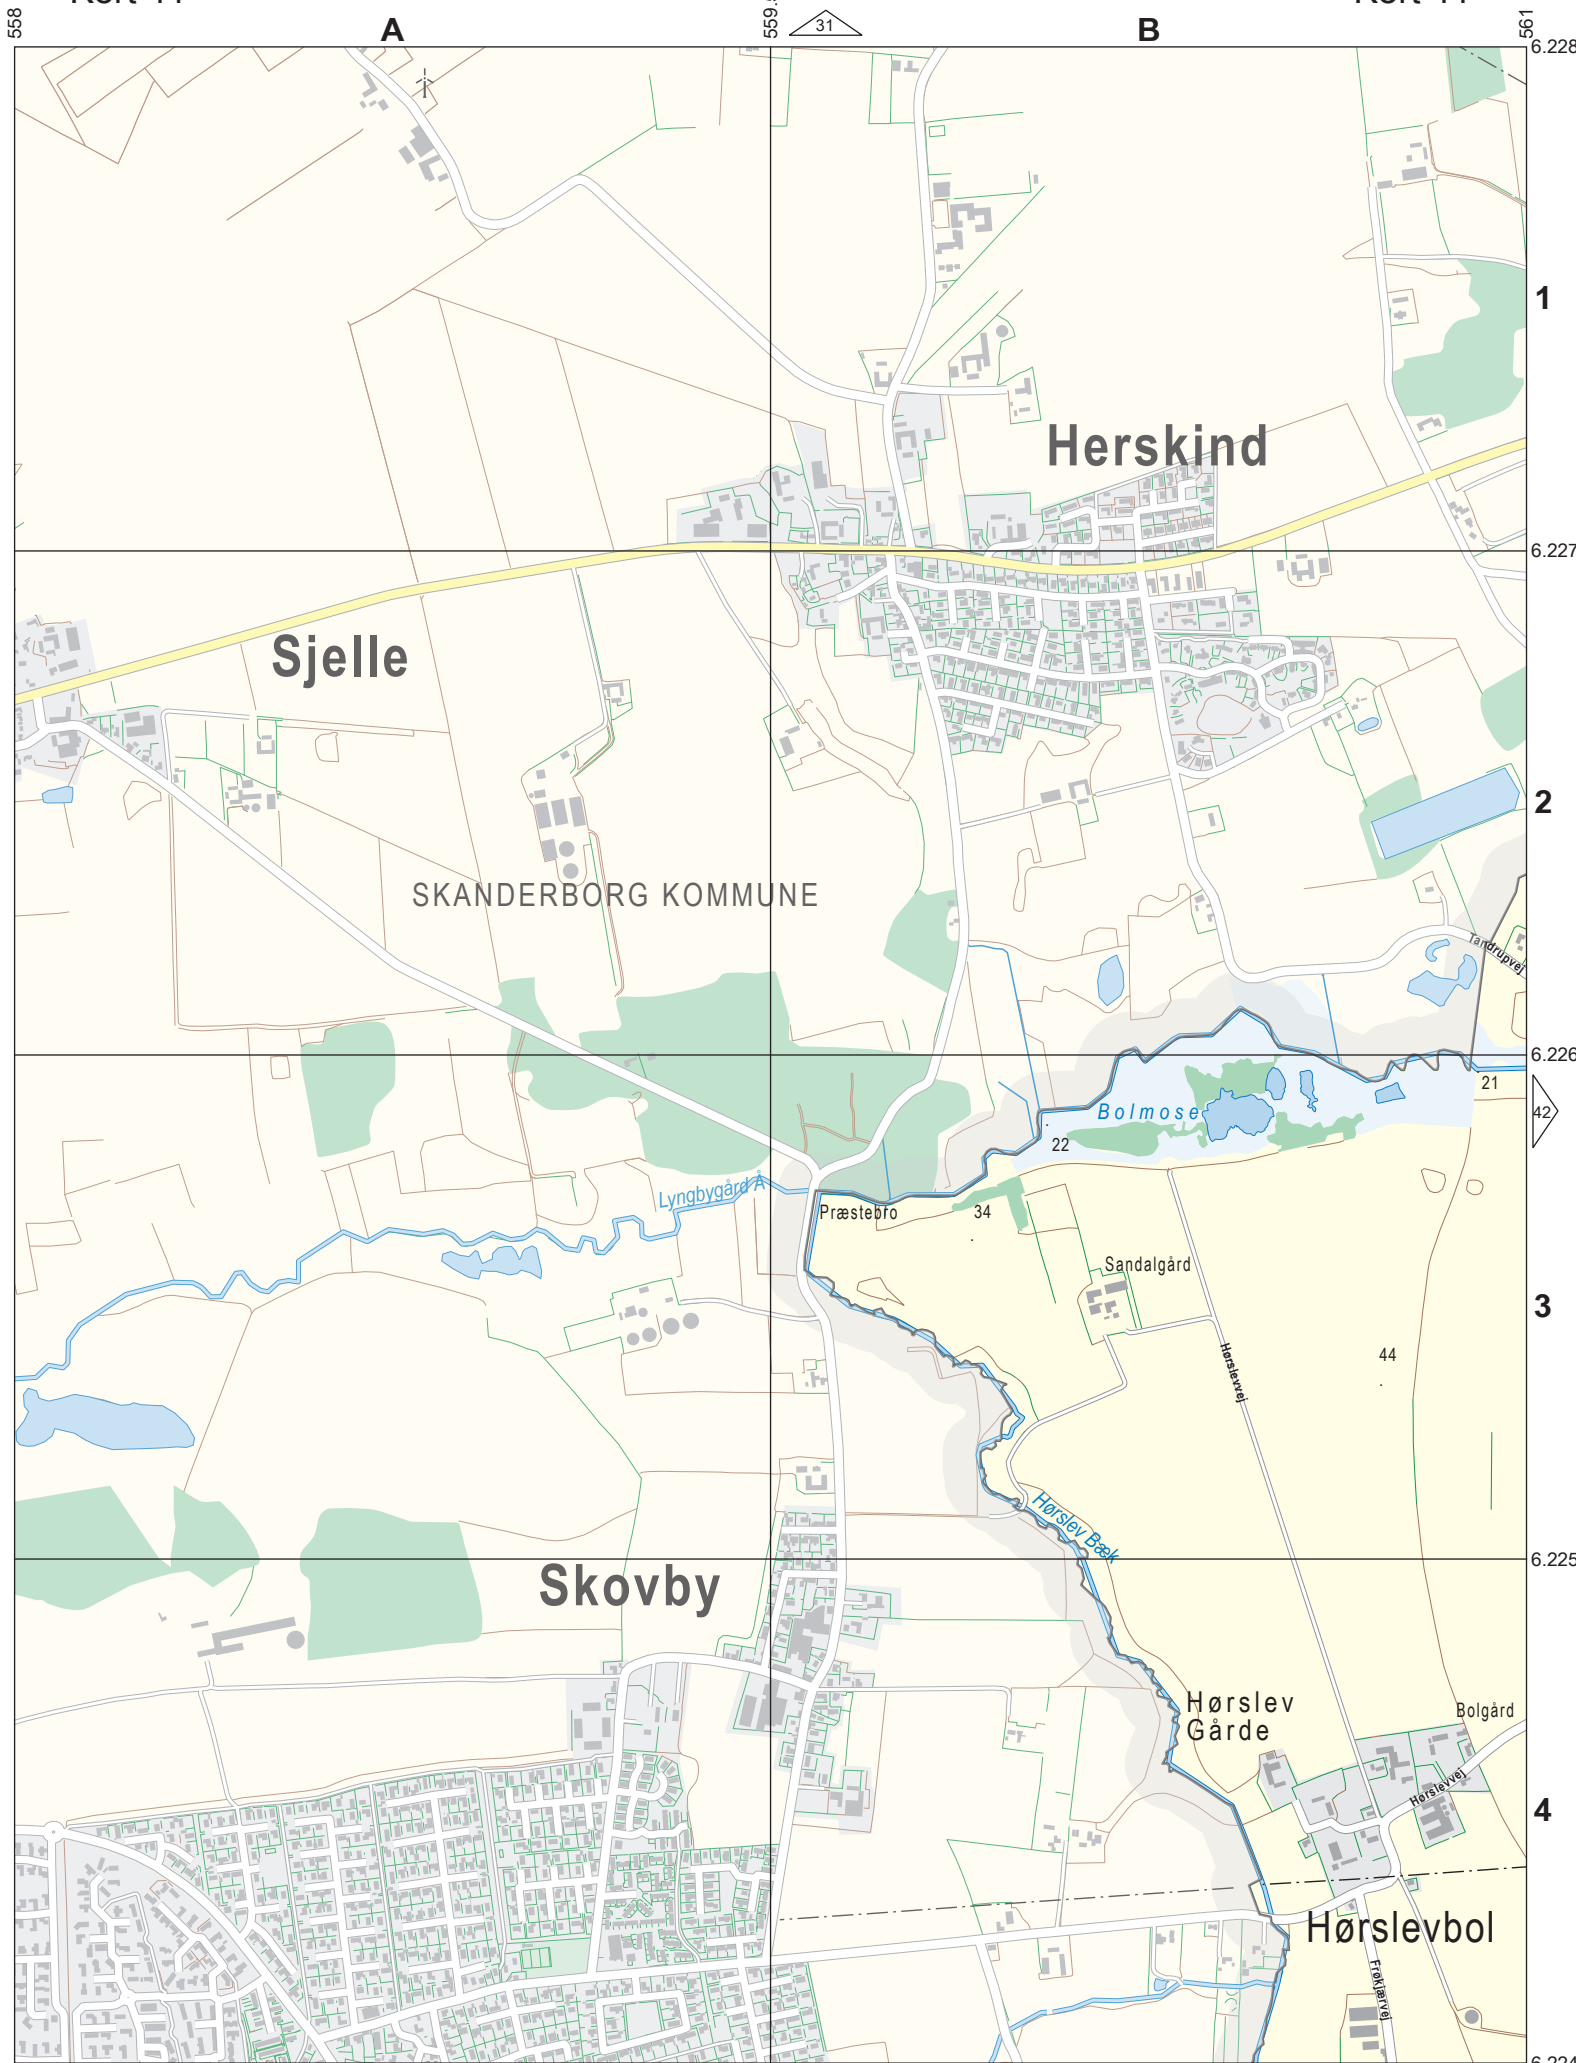 558
A
559.
31
B
561
6.228
1
Herskind
6.227
Sjelle
2
SKANDERBORG KOMMUNE
Tandrupvej
6.226
21
42
Bolmose
22
Lyngbygård Å
Præstebro
34
Sandalgård
3
Hørslevvej
44
Hørslev Bæk
6.225
Skovby
Hørslev
Gårde
Bolgård
Hørslevvej
4
Hørslevbol
Frøkjærvej